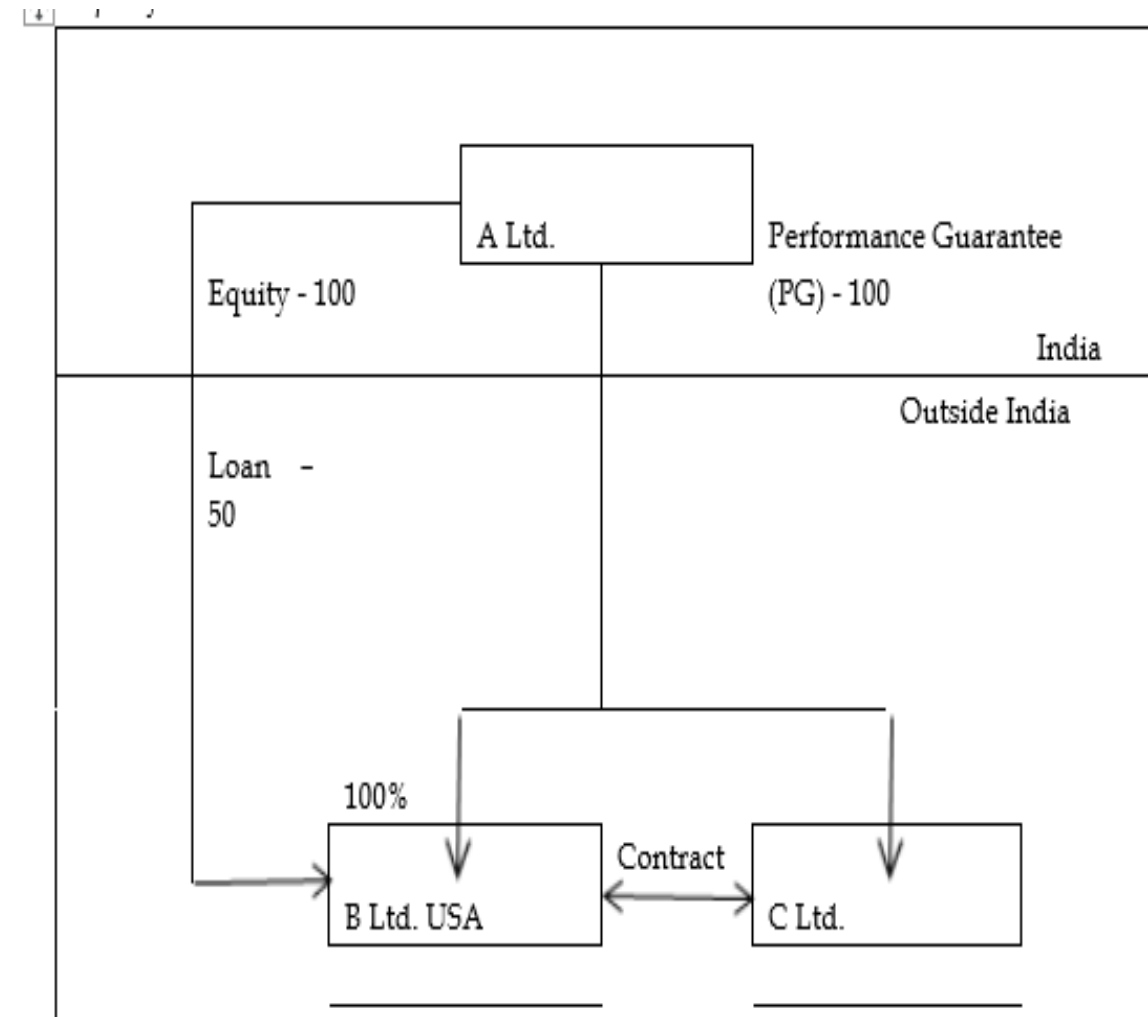 A Ltd.
Performance Guarantee
(PG) - 100
Equity - 100
India
Outside India
Loan –
50
100%
Contract
B Ltd. USA
C Ltd.